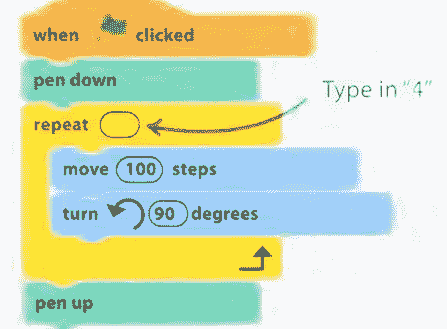 when clicked
pen down
Type in "4"
repeat
move 100 steps
turn 90 degrees
pen up